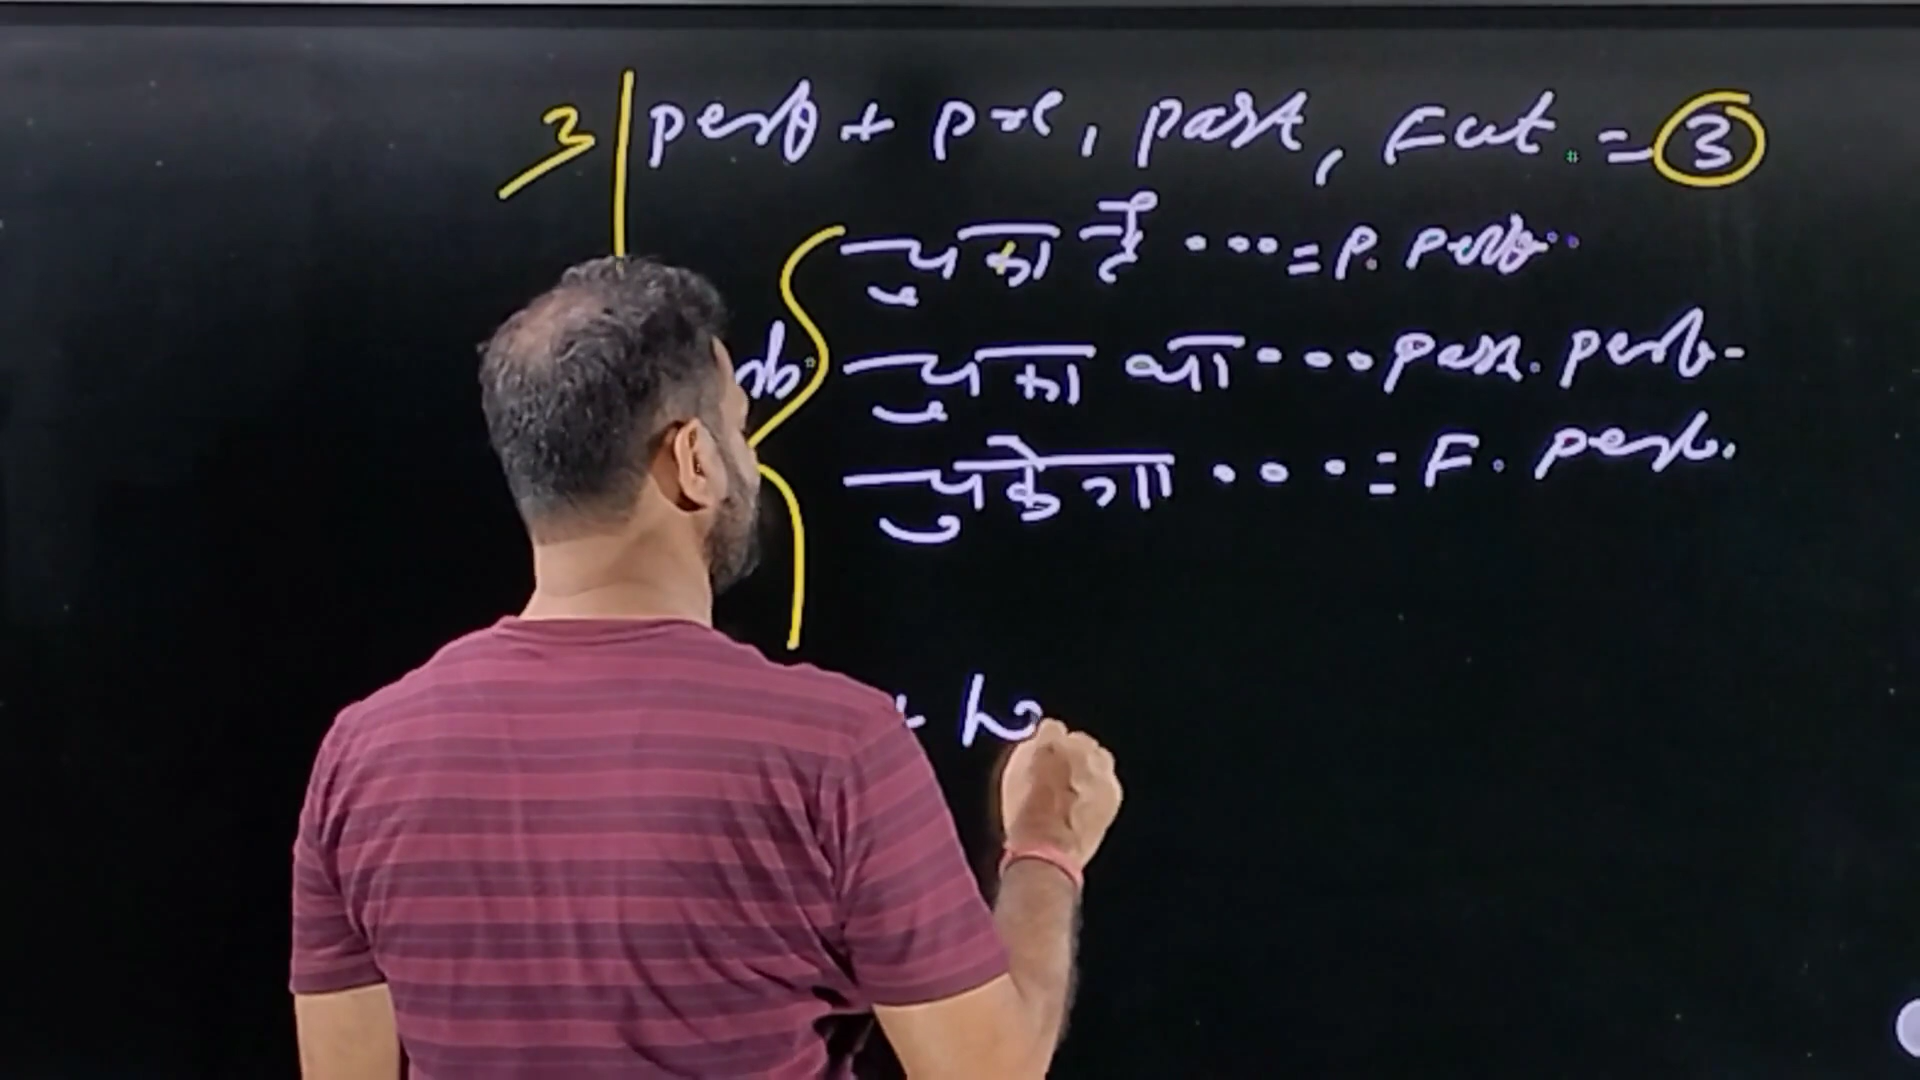 3 perf + pre, past, Fut. = 3
चुका है ... = P. perf.
चुका था ... past. perf.
चुकेगा ... = F. perf.